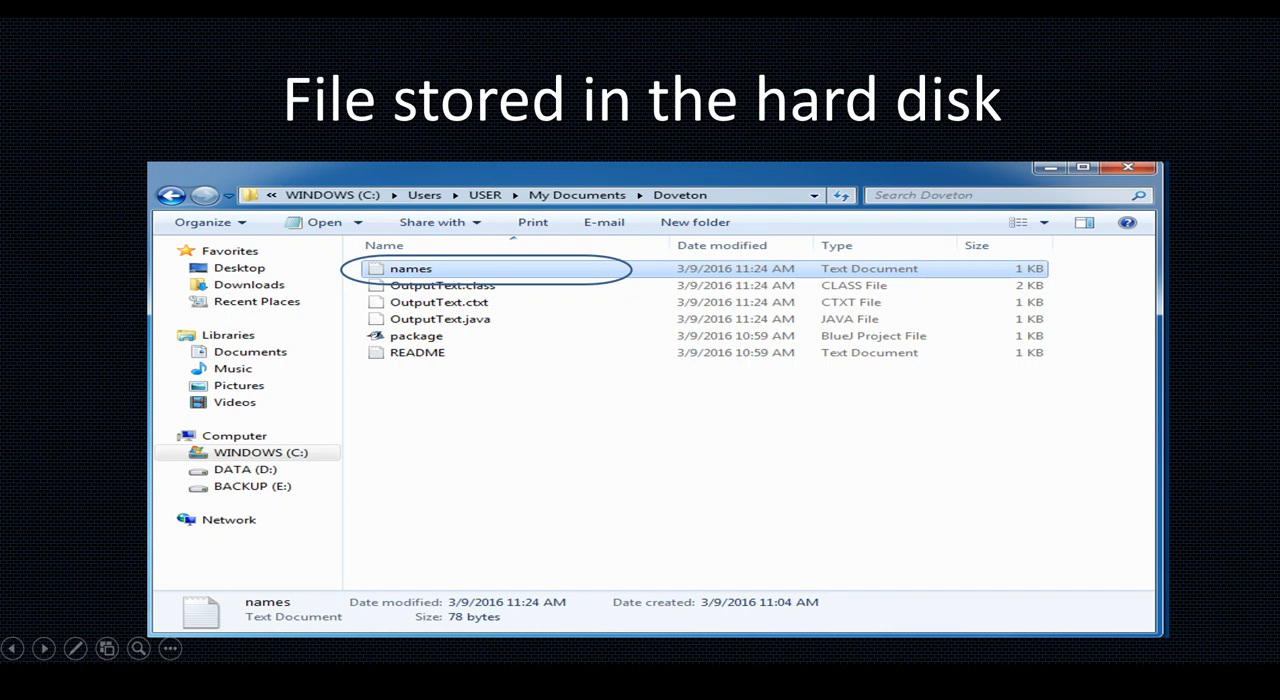 File stored in the hard disk
« WINDOWS (C:) Users USER My Documents Doveton Search Doveton
Organize Open Share with Print E-mail New folder
Name Date modified Type Size
Favorites
Desktop
Downloads
Recent Places
Libraries
Documents
Music
Pictures
Videos
Computer
WINDOWS (C:)
DATA (D:)
BACKUP (E:)
Network
names 3/9/2016 11:24 AM Text Document 1 KB
OutputText.class 3/9/2016 11:24 AM CLASS File 2 KB
OutputText.ctxt 3/9/2016 11:24 AM CTXT File 1 KB
OutputText.java 3/9/2016 11:24 AM JAVA File 1 KB
package 3/9/2016 10:59 AM BlueJ Project File 1 KB
README 3/9/2016 10:59 AM Text Document 1 KB
names Date modified: 3/9/2016 11:24 AM Date created: 3/9/2016 11:04 AM
Text Document Size: 78 bytes